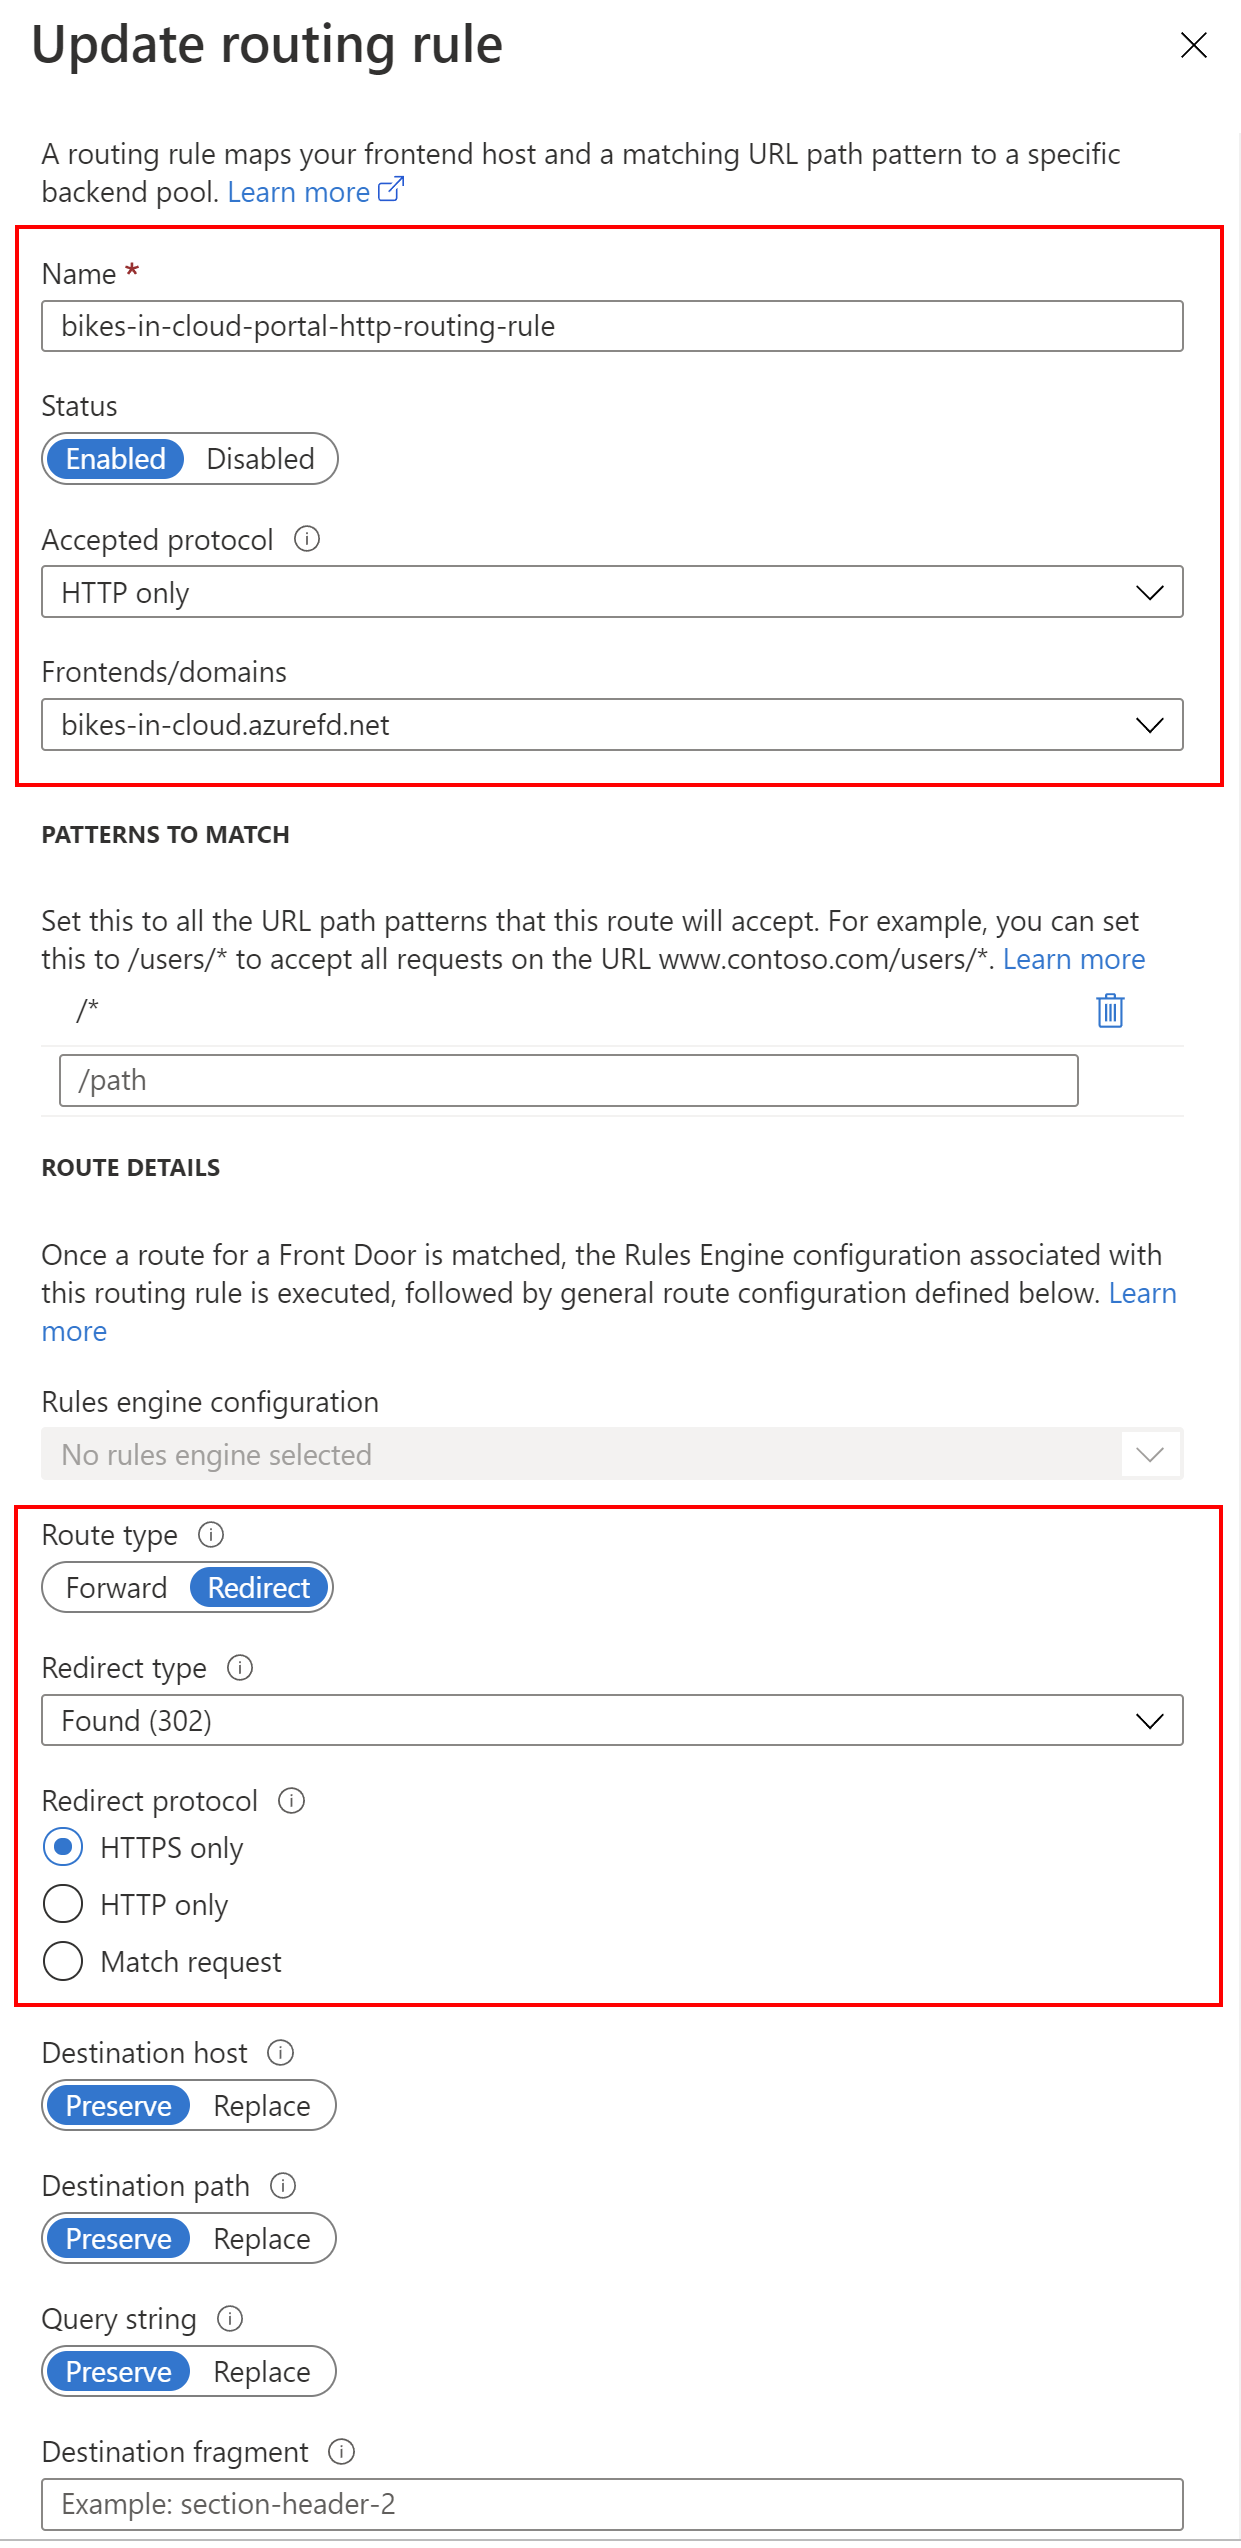 Update routing rule
A routing rule maps your frontend host and a matching URL path pattern to a specific
backend pool. Learn more
Name *
bikes-in-cloud-portal-http-routing-rule
Status
Enabled Disabled
Accepted protocol
HTTP only
Frontends/domains
bikes-in-cloud.azurefd.net
PATTERNS TO MATCH
Set this to all the URL path patterns that this route will accept. For example, you can set
this to /users/* to accept all requests on the URL www.contoso.com/users/*. Learn more
/*
/path
ROUTE DETAILS
Once a route for a Front Door is matched, the Rules Engine configuration associated with
this routing rule is executed, followed by general route configuration defined below. Learn
more
Rules engine configuration
No rules engine selected
Route type
Forward Redirect
Redirect type
Found (302)
Redirect protocol
HTTPS only
HTTP only
Match request
Destination host
Preserve Replace
Destination path
Preserve Replace
Query string
Preserve Replace
Destination fragment
Example: section-header-2